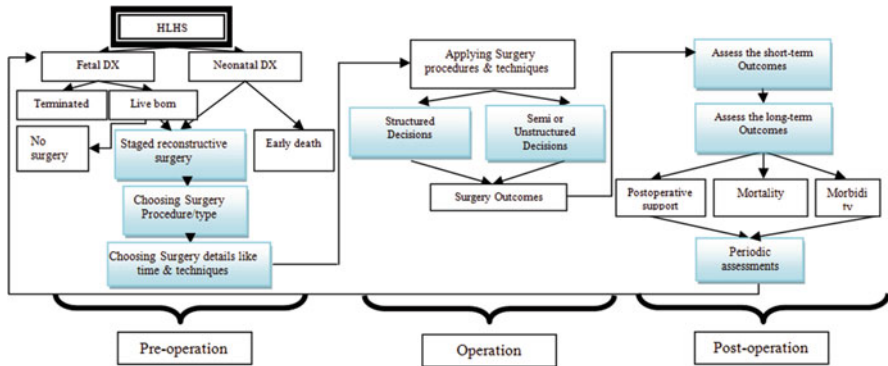 HLHS
Fetal DX
Neonatal DX
Terminated
Live born
No
surgery
Staged reconstructive
surgery
Early death
Choosing Surgery
Procedure/type
Choosing Surgery details like
time & techniques
Pre-operation
Applying Surgery
procedures & techniques
Structured
Decisions
Semi or
Unstructured
Decisions
Surgery Outcomes
Operation
Assess the short-term
Outcomes
Assess the long-term
Outcomes
Postoperative
support
Mortality
Morbidi
ty
Periodic
assessments
Post-operation